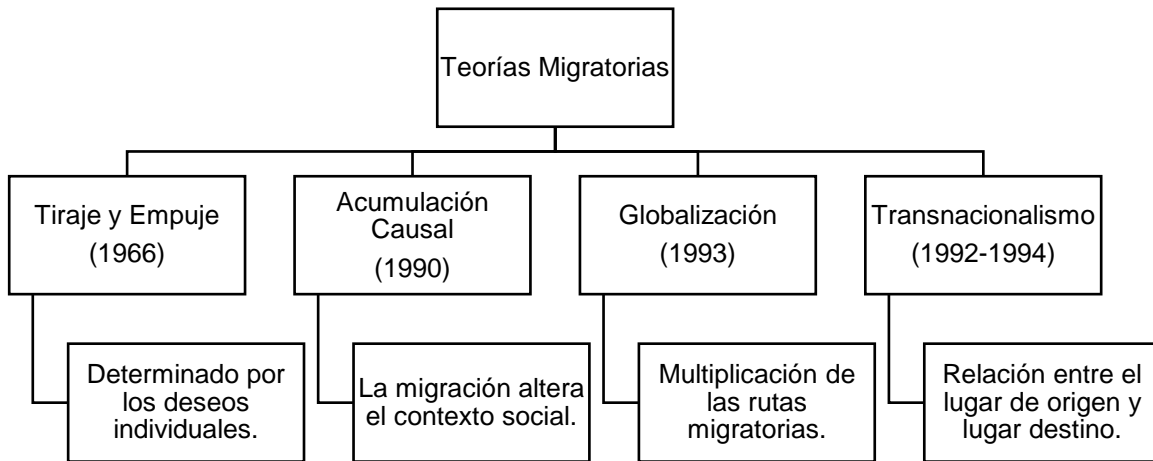 Teorías Migratorias
Tiraje y Empuje
(1966)
Acumulación
Causal
(1990)
Globalización
(1993)
Transnacionalismo
(1992-1994)
Determinado por
los deseos
individuales.
La migración altera
el contexto social.
Multiplicación de
las rutas
migratorias.
Relación entre el
lugar de origen y
lugar destino.